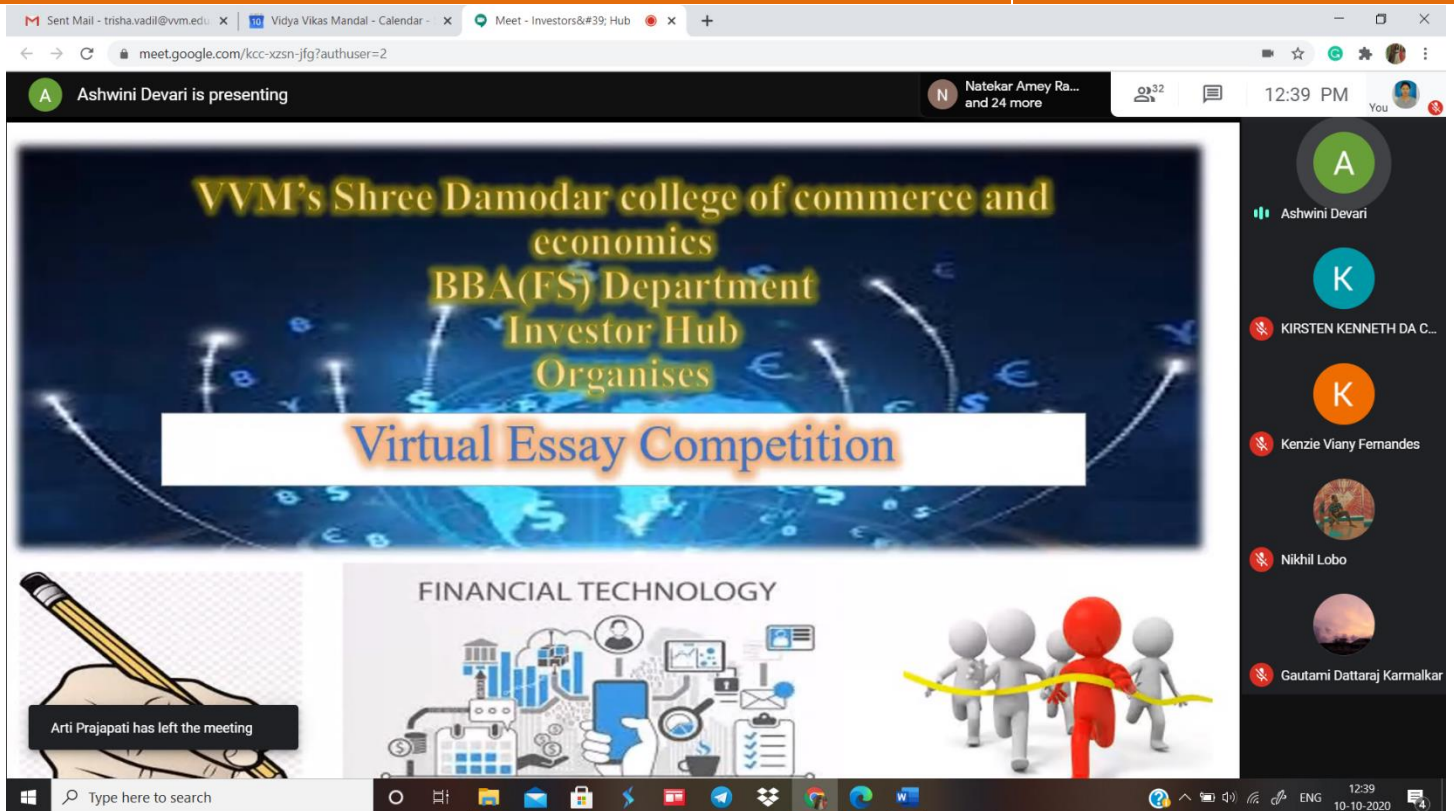 Sent Mail - trisha.vadil@vvm.edu
Vidya Vikas Mandal - Calendar -
Meet - Investors&#39; Hub
meet.google.com/kcc-xzsn-jfg?authuser=2
A
Ashwini Devari is presenting
N
Natekar Amey Ra...
and 24 more
32
12:39 PM
You
VVM's Shree Damodar college of commerce and
economics
BBA(FS) Department
Investor Hub
Organises
Virtual Essay Competition
FINANCIAL TECHNOLOGY
A
Ashwini Devari
K
KIRSTEN KENNETH DA C...
K
Kenzie Viany Fernandes
Nikhil Lobo
Gautami Dattaraj Karmalkar
Arti Prajapati has left the meeting
Type here to search
ENG
12:39
10-10-2020
4